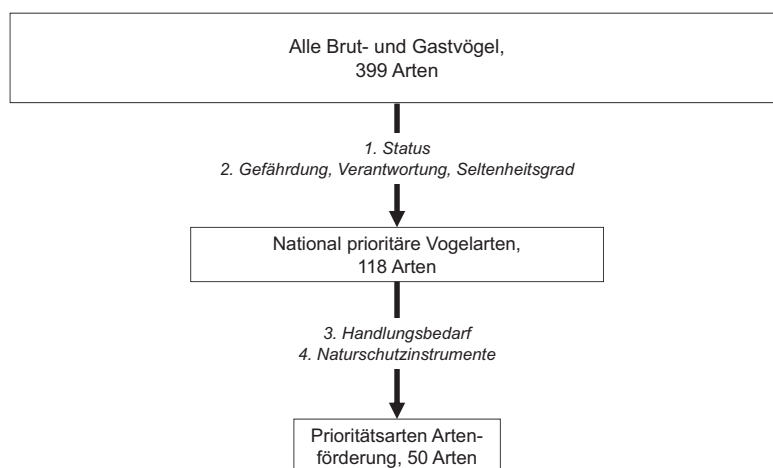 Alle Brut- und Gastvögel,
399 Arten
1. Status
2. Gefährdung, Verantwortung, Seltenheitsgrad
National prioritäre Vogelarten,
118 Arten
3. Handlungsbedarf
4. Naturschutzinstrumente
Prioritätsarten Arten-
förderung, 50 Arten